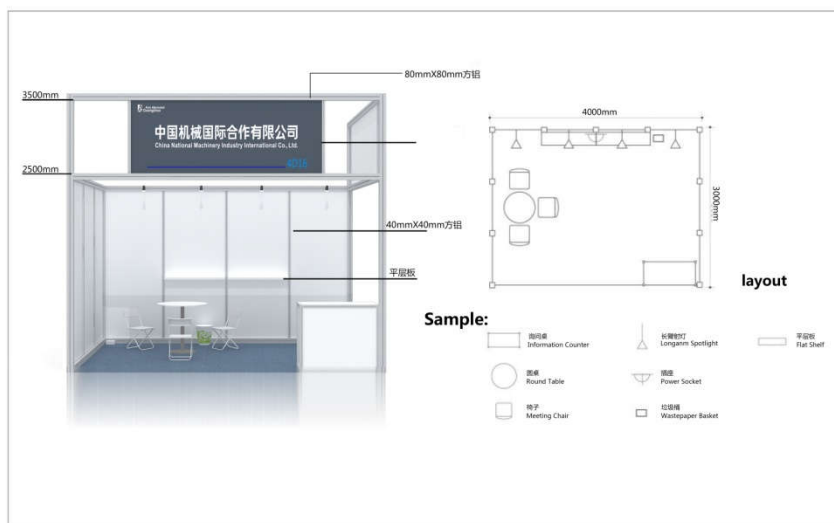 80mmX80mm方铝
3500mm
中国机械国际合作有限公司
China National Machinery Industry International Co., Ltd.
4D1E
2500mm
40mmX40mm方铝
平层板
4000mm
3000mm
layout
Sample:
询问桌
Information Counter
长臂射灯
Longanm Spotlight
平层板
Flat Shelf
圆桌
Round Table
插座
Power Socket
椅子
Meeting Chair
垃圾桶
Wastepaper Basket